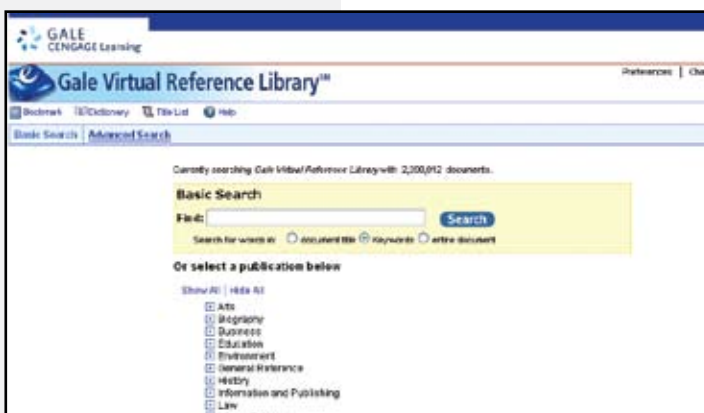 GALE
CENGAGE Learning
Gale Virtual Reference Library℠
Preferences | Cha
Bookmark Dictionary Title List Help
Basic Search Advanced Search
Currently searching Gale Virtual Reference Library with documents.
Basic Search
Find: Search
Search for words in: document title Keywords entire document
Or select a publication below
Show All | Hide All
Arts
Biography
Business
Education
Environment
General Reference
History
Information and Publishing
Law